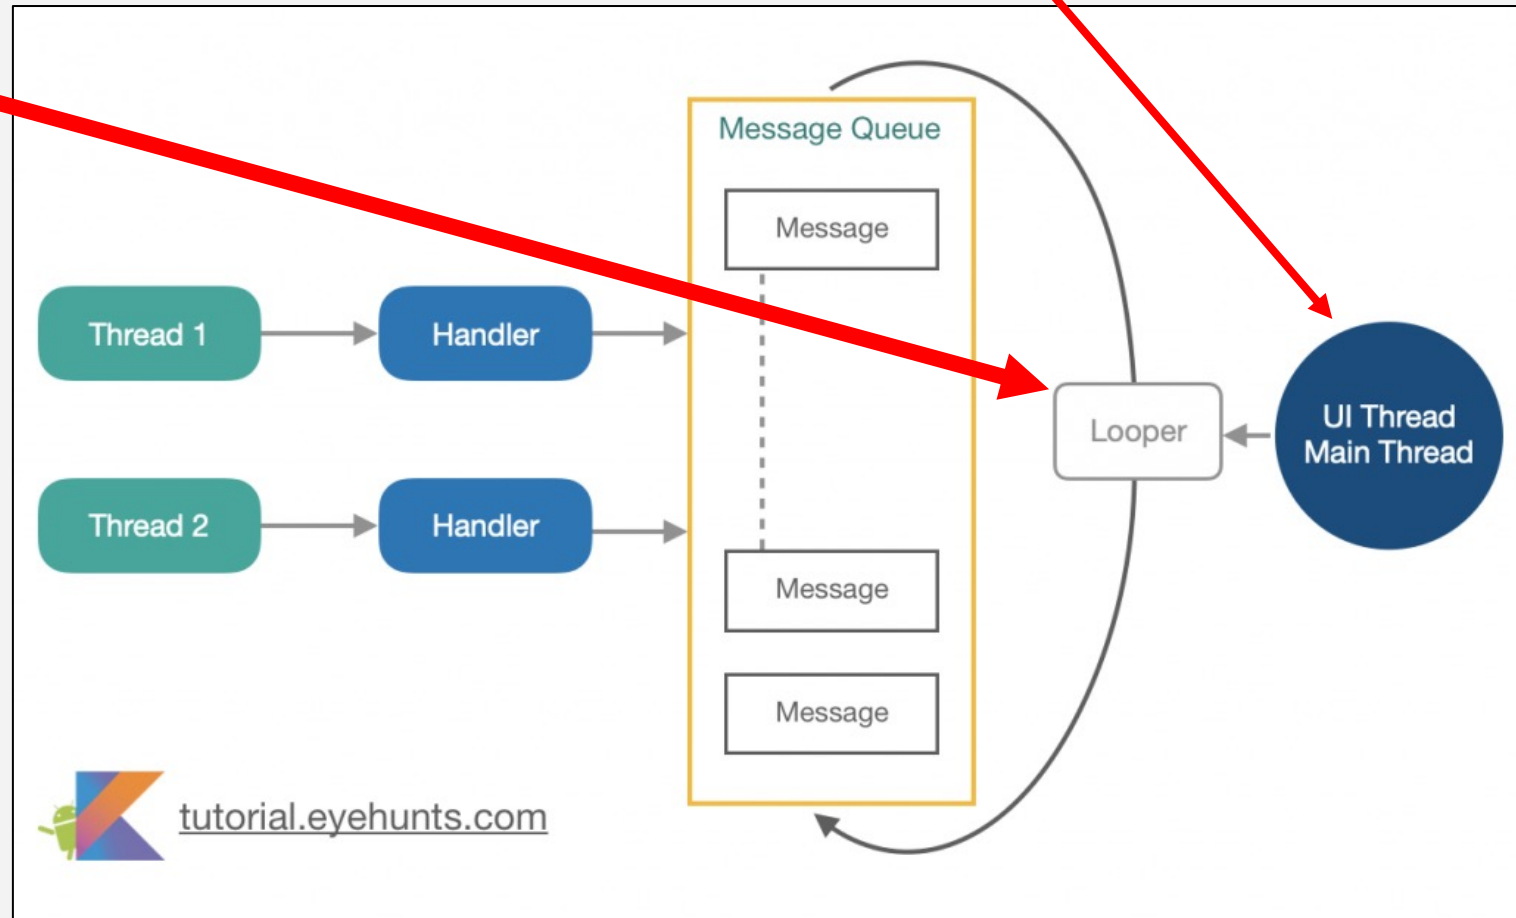 Message Queue
Message
Thread 1
Handler
Looper
UI Thread
Main Thread
Thread 2
Handler
Message
Message
tutorial.eyehunts.com